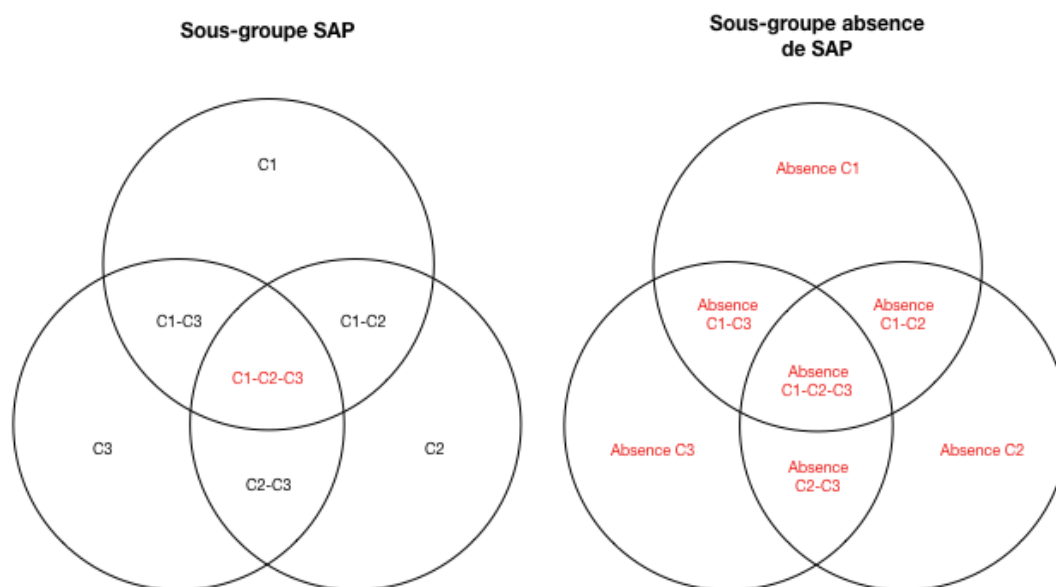 Sous-groupe SAP
C1
C1-C3
C1-C2
C1-C2-C3
C3
C2
C2-C3
Sous-groupe absence
de SAP
Absence C1
Absence
C1-C3
Absence
C1-C2
Absence
C1-C2-C3
Absence C3
Absence C2
Absence
C2-C3